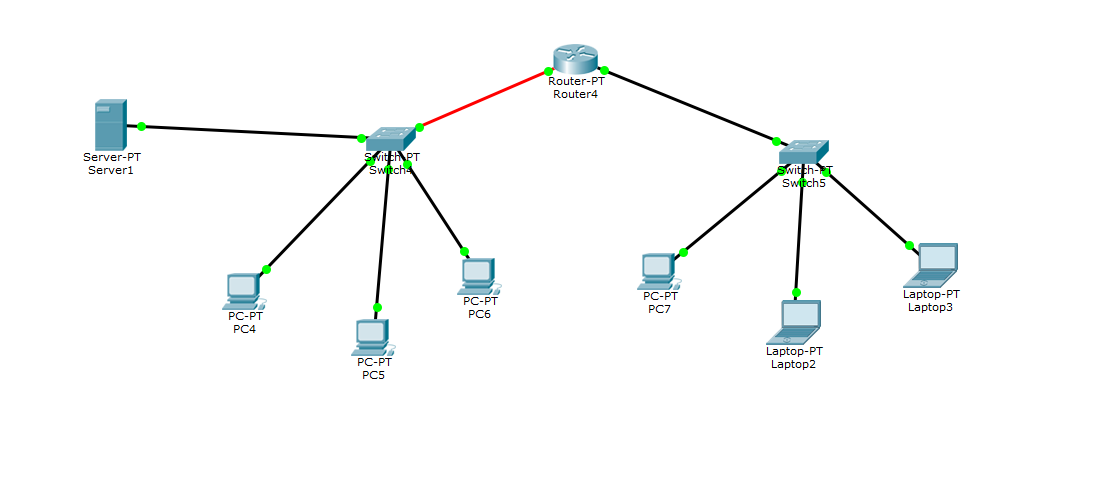 Router-PT
Router4
Server-PT
Server1
Switch-PT
Switch4
Switch-PT
Switch5
PC-PT
PC4
PC-PT
PC5
PC-PT
PC6
PC-PT
PC7
Laptop-PT
Laptop2
Laptop-PT
Laptop3